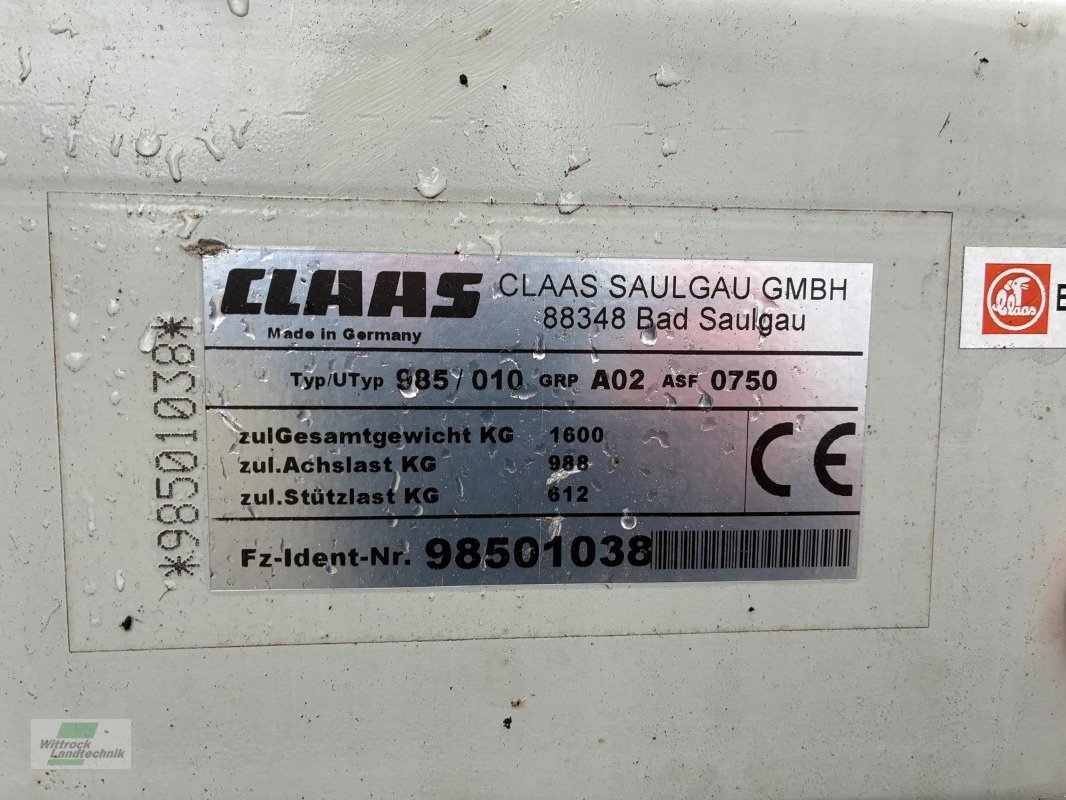 CLAAS
Made in Germany
CLAAS SAULGAU GMBH
88348 Bad Saulgau
Typ/UTyp 985/010 GRP A02 ASF 0750
zulGesamtgewicht KG 1600
zul.Achslast KG 988
zul.Stützlast KG 612
CE
Fz-Ident-Nr. 98501038
*98501038*
Claas
Wittrock
Landtechnik